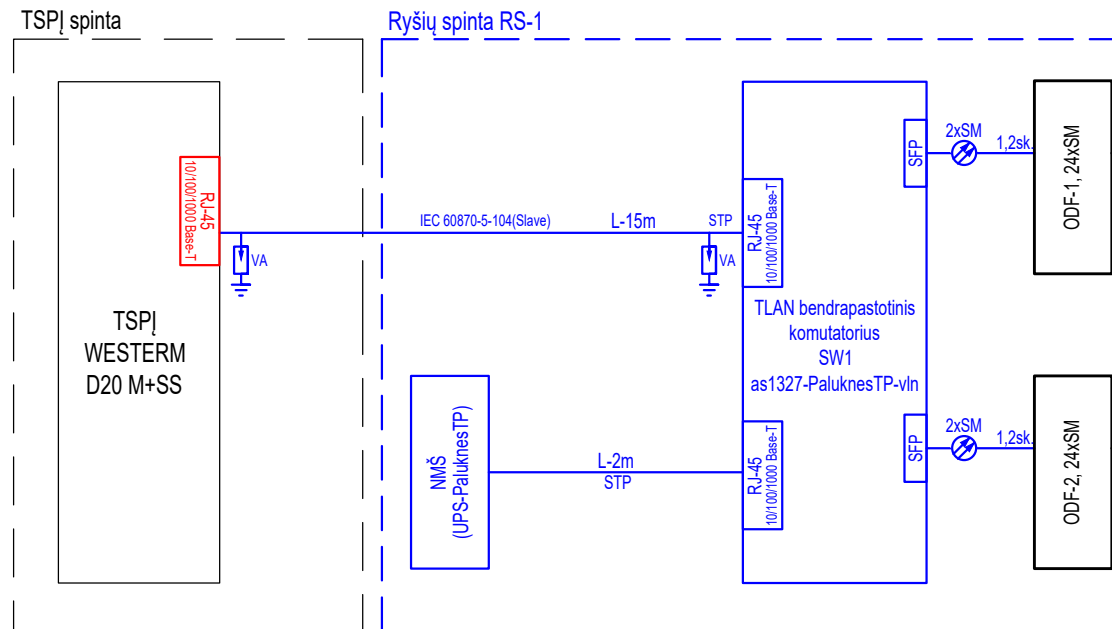 TSPĮ spinta
Ryšių spinta RS-1
RJ-45
10/100/1000 Base-T
VA
TSPĮ
WESTERM
D20 M+SS
IEC 60870-5-104(Slave)
L-15m
STP
VA
RJ-45
10/100/1000 Base-T
TLAN bendrapastotinis
komutatorius
SW1
as1327-PaluknesTP-vln
NMŠ
(UPS-PaluknesTP)
L-2m
STP
RJ-45
10/100/1000 Base-T
SFP
2xSM
1,2sk.
ODF-1, 24xSM
SFP
2xSM
1,2sk.
ODF-2, 24xSM